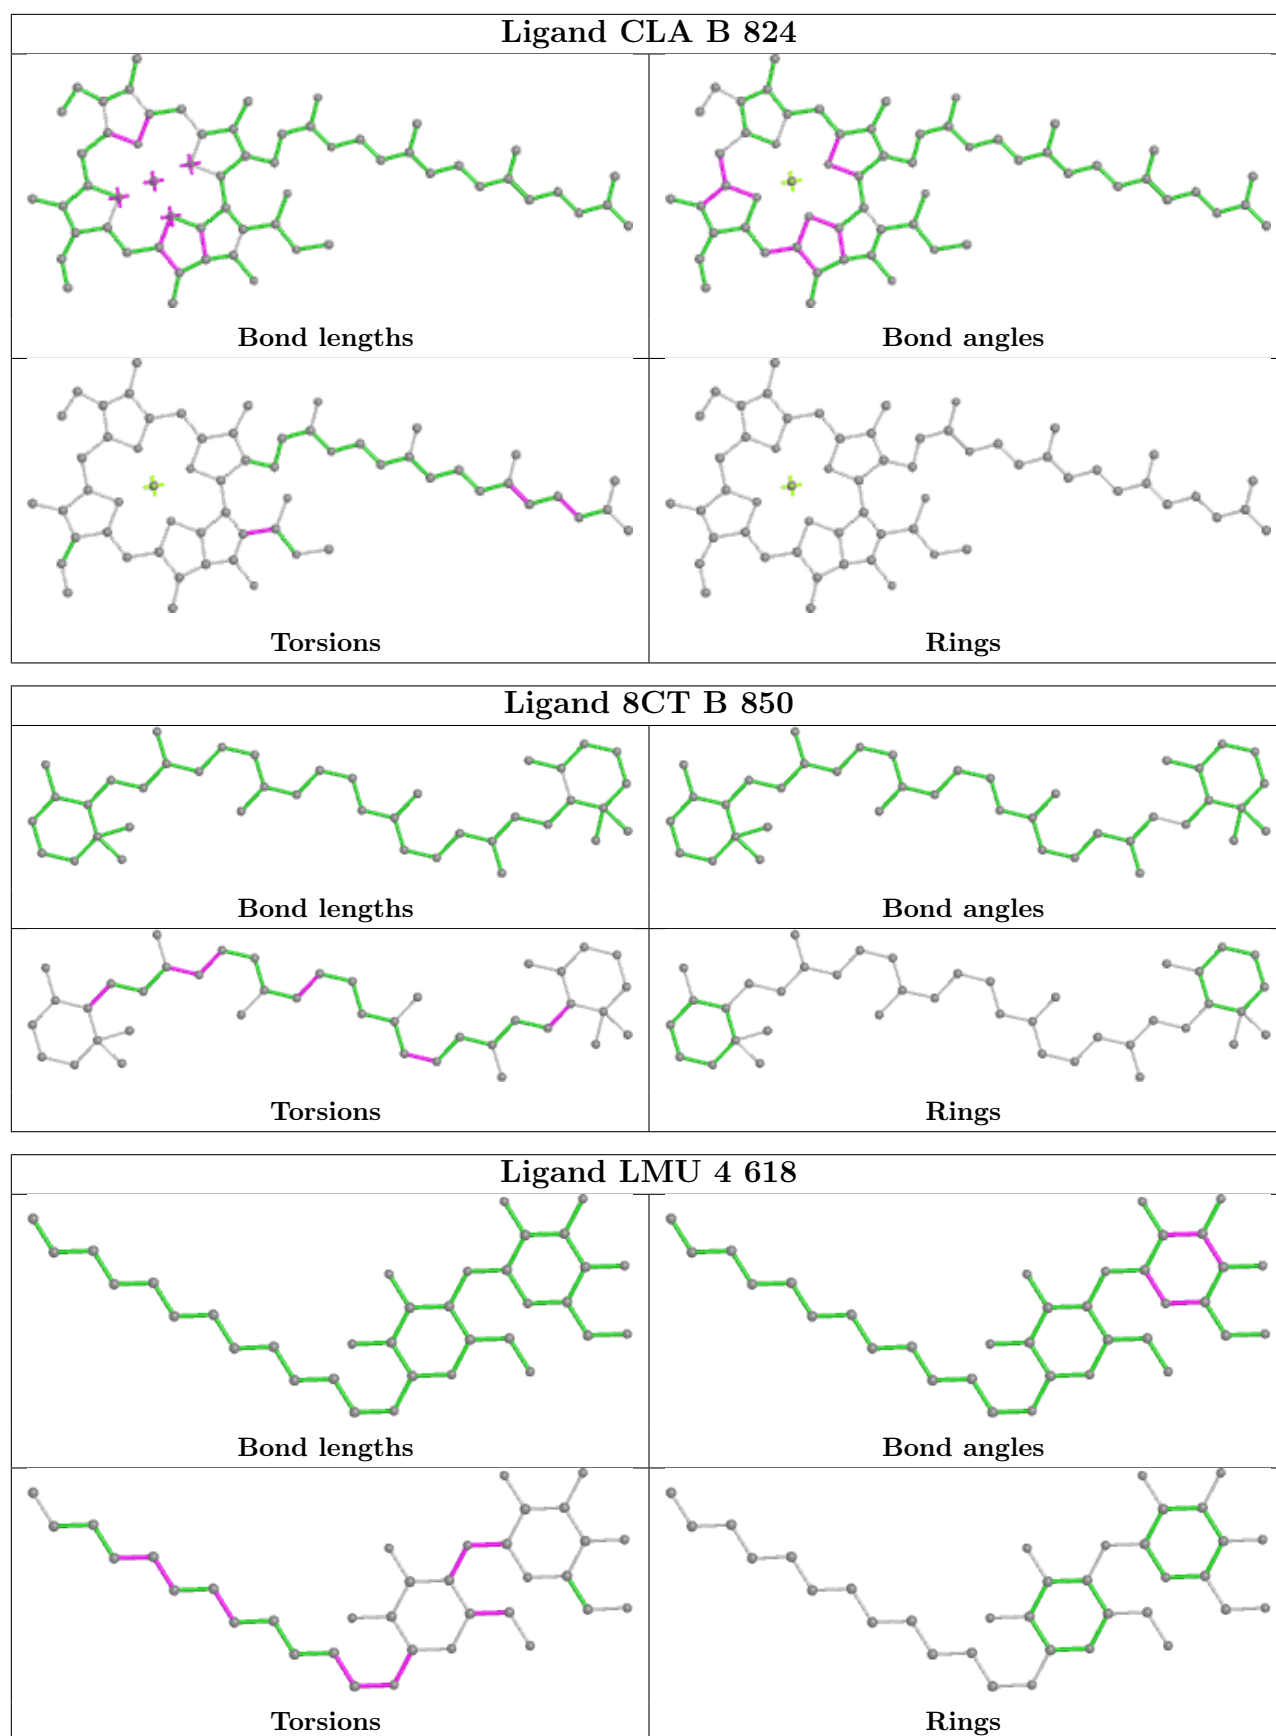 Ligand CLA B 824
Bond lengths
Bond angles
Torsions
Rings
Ligand 8CT B 850
Bond lengths
Bond angles
Torsions
Rings
Ligand LMU 4 618
Bond lengths
Bond angles
Torsions
Rings